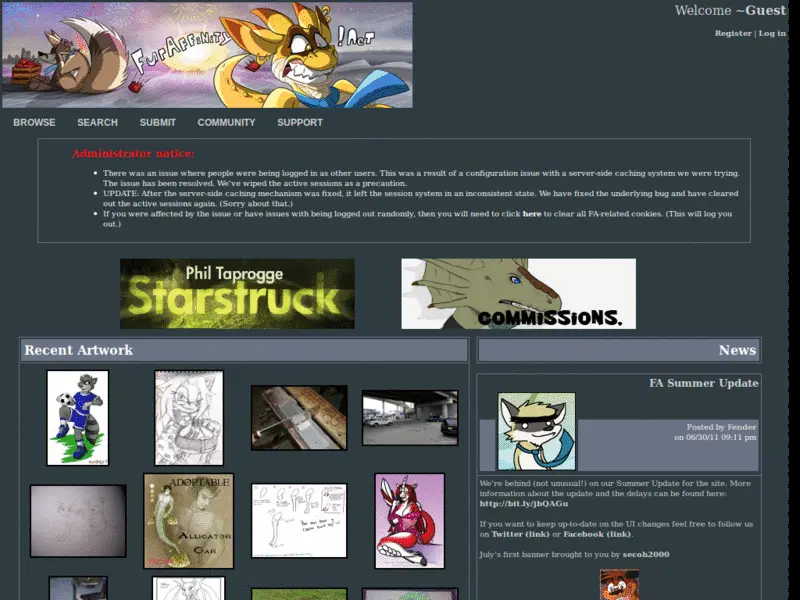 FurAffinity
!net
Welcome ~Guest
Register | Log in
BROWSE SEARCH SUBMIT COMMUNITY SUPPORT
Administrator notice:
There was an issue where people were being logged in as other users. This was a result of a configuration issue with a server-side caching system we were trying.
The issue has been resolved. We've wiped the active sessions as a precaution.
UPDATE: After the server-side caching mechanism was fixed, it left the session system in an inconsistent state. We have fixed the underlying bug and have cleared
out the active sessions again. (Sorry about that.)
If you were affected by the issue or have issues with being logged out randomly, then you will need to click here to clear all FA-related cookies. (This will log you
out.)
Phil Taprogge
Starstruck
COMMISSIONS.
Recent Artwork
News
FA Summer Update
Posted by Fender
on 06/30/11 09:11 pm
We're behind (not unusual!) on our Summer Update for the site. More
information about the update and the delays can be found here:
http://bit.ly/jbQAGu
If you want to keep up-to-date on the UI changes feel free to follow us
on Twitter (link) or Facebook (link).
July's first banner brought to you by secoh2000
ADOPTABLE
Alligator
Gar